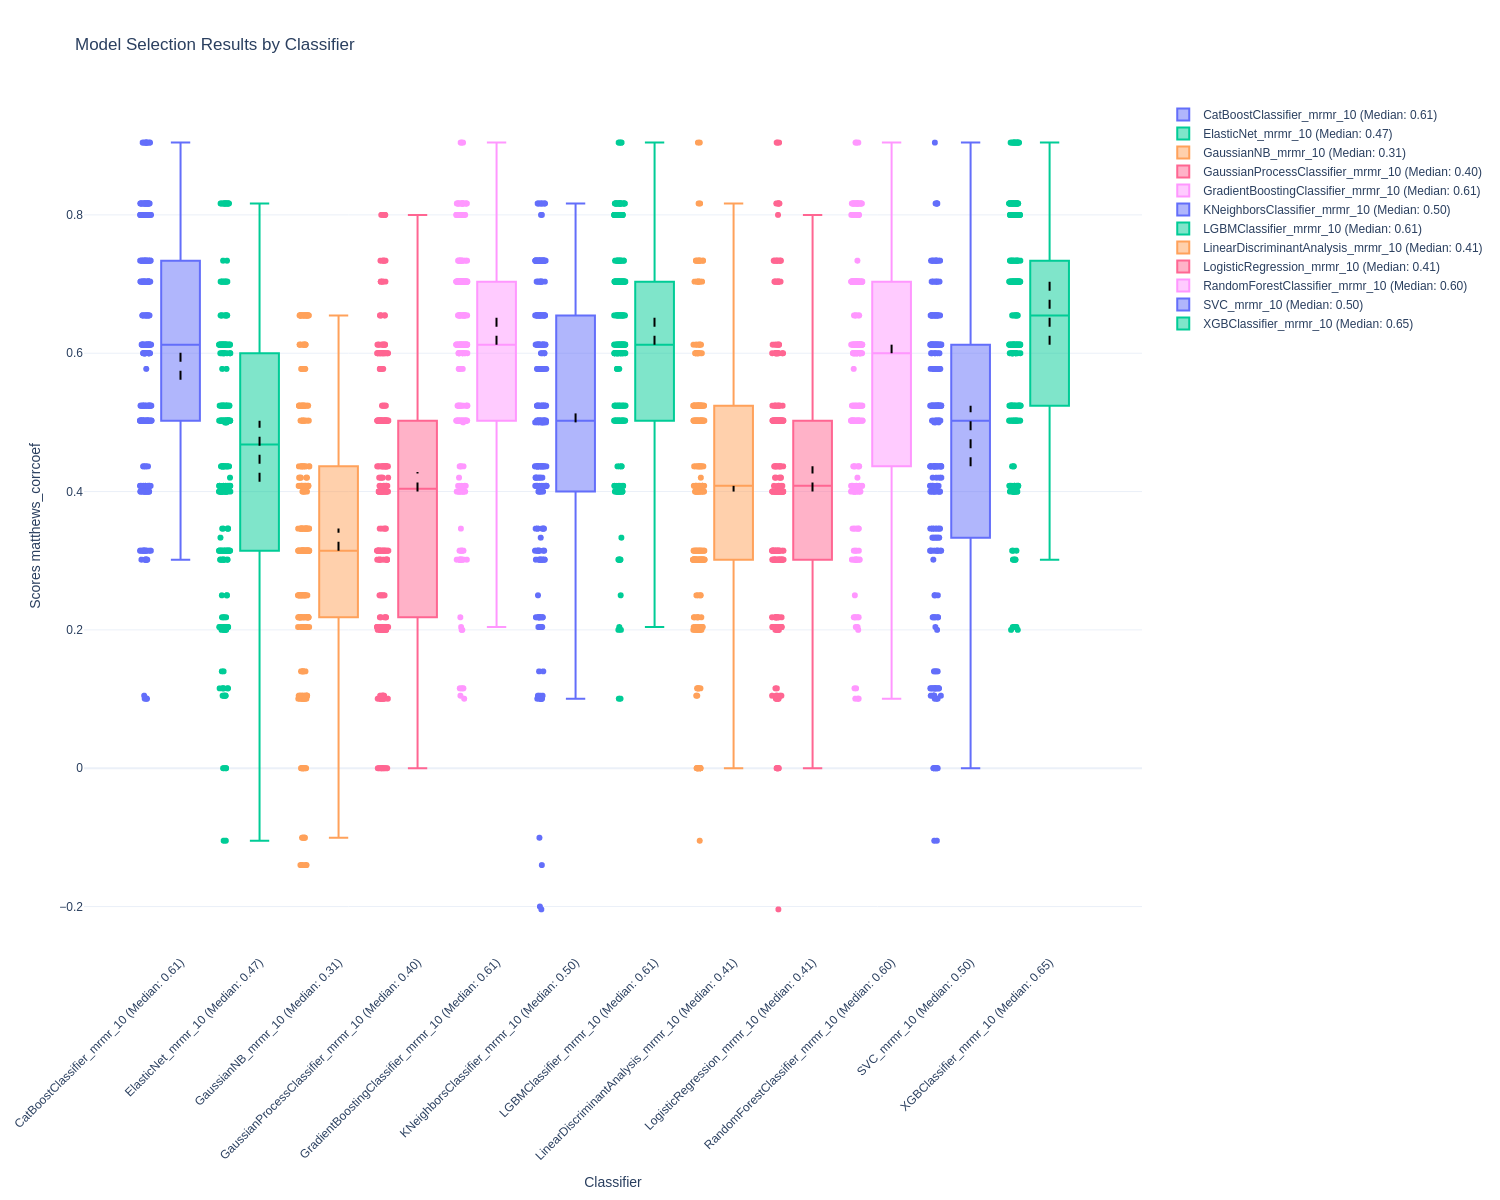 Model Selection Results by Classifier
CatBoostClassifier_mrmr_10 (Median: 0.61)
ElasticNet_mrmr_10 (Median: 0.47)
GaussianNB_mrmr_10 (Median: 0.31)
GaussianProcessClassifier_mrmr_10 (Median: 0.40)
GradientBoostingClassifier_mrmr_10 (Median: 0.61)
KNeighborsClassifier_mrmr_10 (Median: 0.50)
LGBMClassifier_mrmr_10 (Median: 0.61)
LinearDiscriminantAnalysis_mrmr_10 (Median: 0.41)
LogisticRegression_mrmr_10 (Median: 0.41)
RandomForestClassifier_mrmr_10 (Median: 0.60)
SVC_mrmr_10 (Median: 0.50)
XGBClassifier_mrmr_10 (Median: 0.65)
Scores matthews_corrcoef
0.8
0.6
0.4
0.2
0
−0.2
CatBoostClassifier_mrmr_10 (Median: 0.61)
ElasticNet_mrmr_10 (Median: 0.47)
GaussianNB_mrmr_10 (Median: 0.31)
GaussianProcessClassifier_mrmr_10 (Median: 0.40)
GradientBoostingClassifier_mrmr_10 (Median: 0.61)
KNeighborsClassifier_mrmr_10 (Median: 0.50)
LGBMClassifier_mrmr_10 (Median: 0.61)
LinearDiscriminantAnalysis_mrmr_10 (Median: 0.41)
LogisticRegression_mrmr_10 (Median: 0.41)
RandomForestClassifier_mrmr_10 (Median: 0.60)
SVC_mrmr_10 (Median: 0.50)
XGBClassifier_mrmr_10 (Median: 0.65)
Classifier